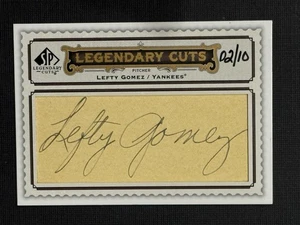 SP
LEGENDARY
CUTS
LEGENDARY CUTS
02/10
PITCHER
LEFTY GOMEZ / YANKEES®
Lefty Gomez